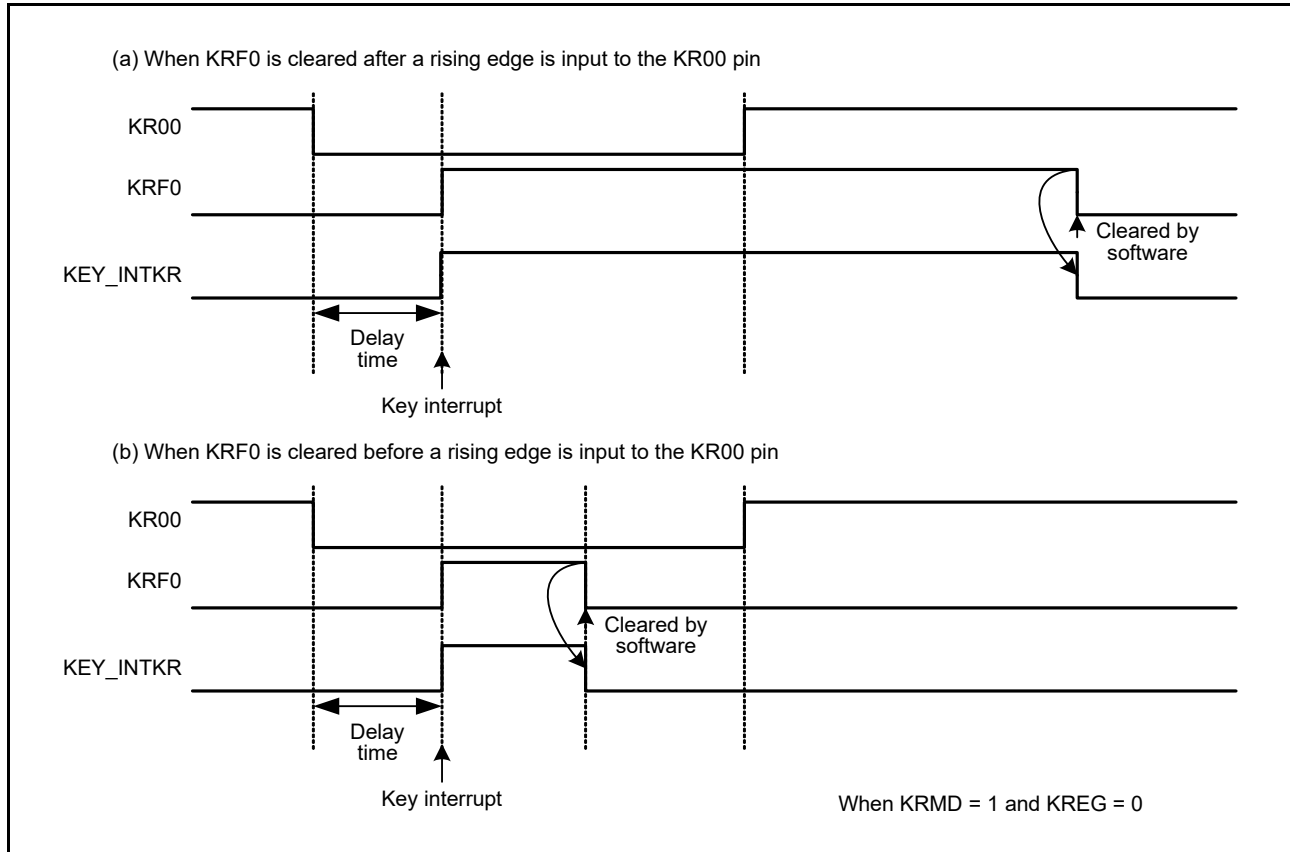 (a) When KRF0 is cleared after a rising edge is input to the KR00 pin
KR00
KRF0
Cleared by
software
KEY_INTKR
Delay
time
Key interrupt
(b) When KRF0 is cleared before a rising edge is input to the KR00 pin
KR00
KRF0
Cleared by
software
KEY_INTKR
Delay
time
Key interrupt
When KRMD = 1 and KREG = 0